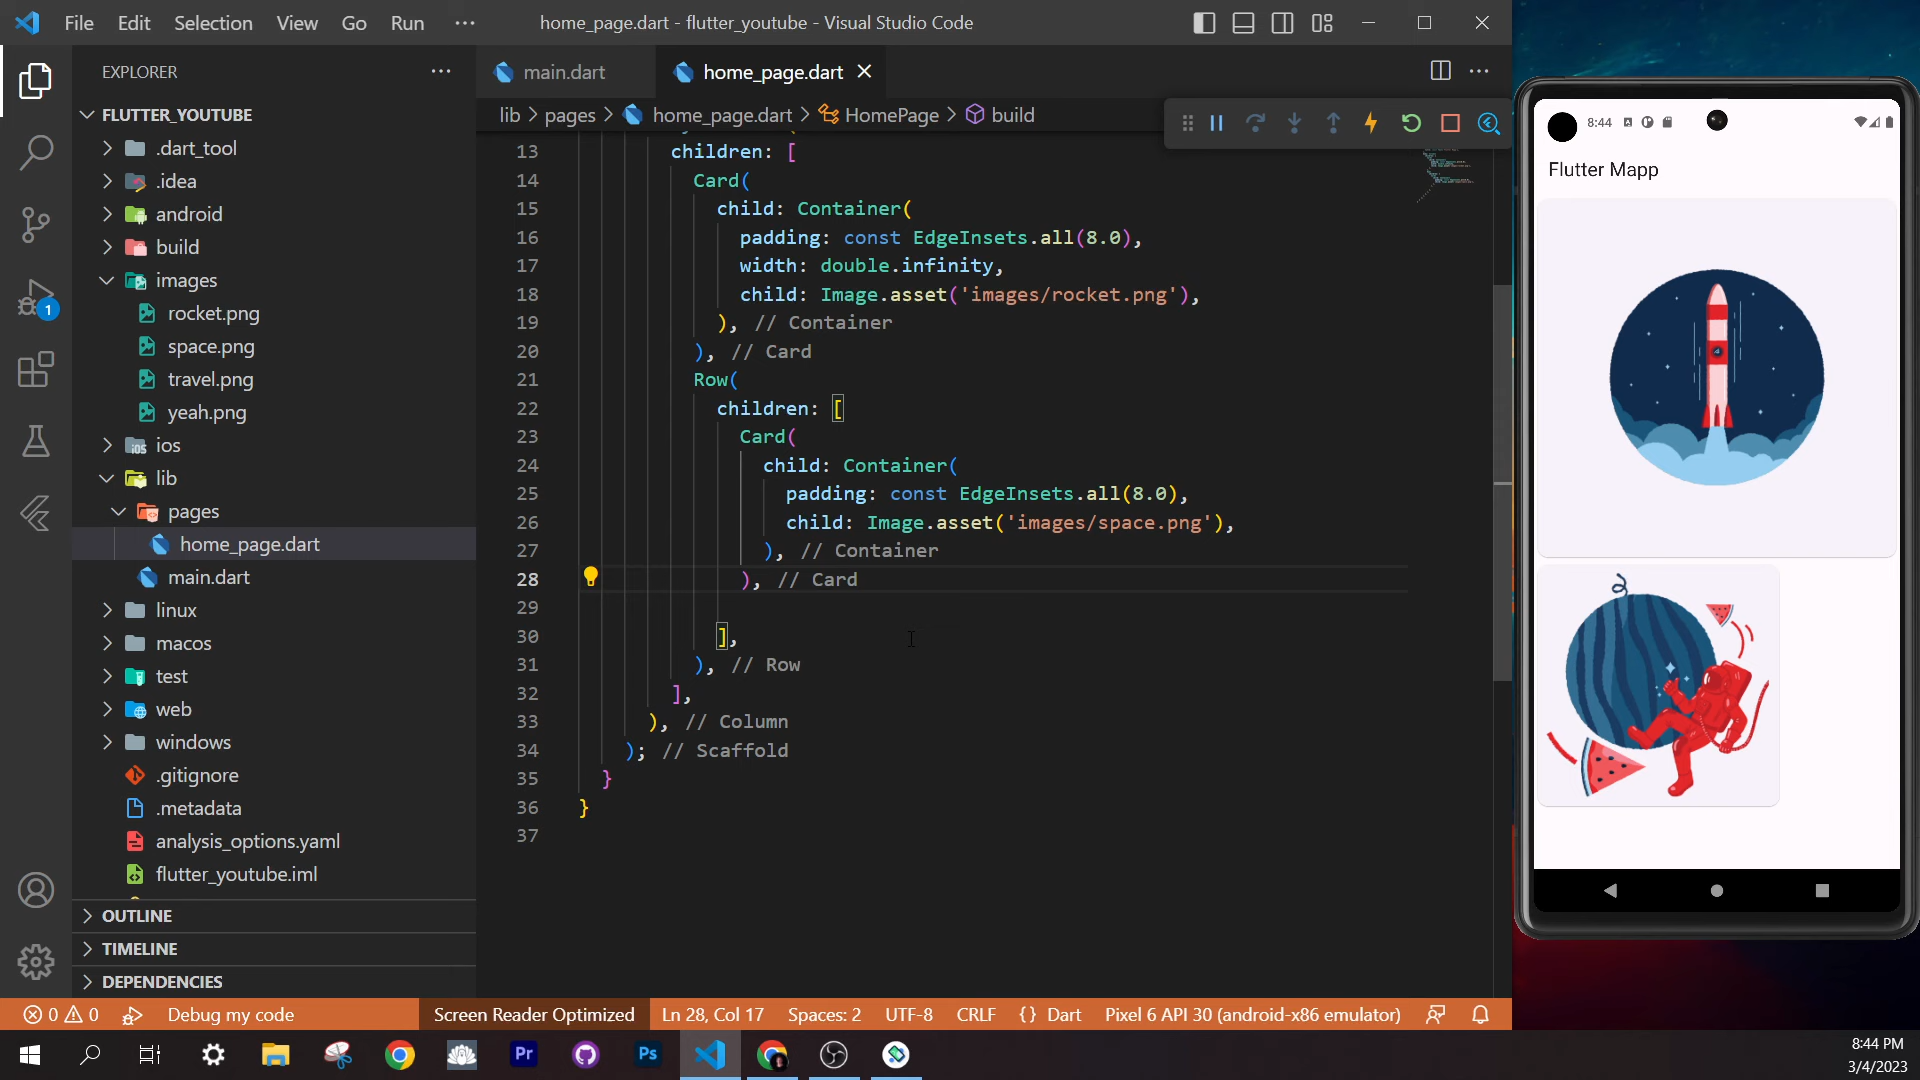 File Edit Selection View Go Run ··· home_page.dart - flutter_youtube - Visual Studio Code
EXPLORER ···
main.dart home_page.dart
FLUTTER_YOUTUBE
lib > pages > home_page.dart > HomePage > build
.dart_tool
.idea
android
build
images
rocket.png
space.png
travel.png
yeah.png
ios
lib
pages
home_page.dart
main.dart
linux
macos
test
web
windows
.gitignore
.metadata
analysis_options.yaml
flutter_youtube.iml
OUTLINE
TIMELINE
DEPENDENCIES
1
13 children: [
14 Card(
15 child: Container(
16 padding: const EdgeInsets.all(8.0),
17 width: double.infinity,
18 child: Image.asset('images/rocket.png'),
19 ), // Container
20 ), // Card
21 Row(
22 children: [
23 Card(
24 child: Container(
25 padding: const EdgeInsets.all(8.0),
26 child: Image.asset('images/space.png'),
27 ), // Container
28 ), // Card
29
30 ],
31 ), // Row
32 ],
33 ), // Column
34 ); // Scaffold
35 }
36 }
37
8:44
Flutter Mapp
0 0 Debug my code Screen Reader Optimized Ln 28, Col 17 Spaces: 2 UTF-8 CRLF {} Dart Pixel 6 API 30 (android-x86 emulator)
Pr Ps
8:44 PM
3/4/2023